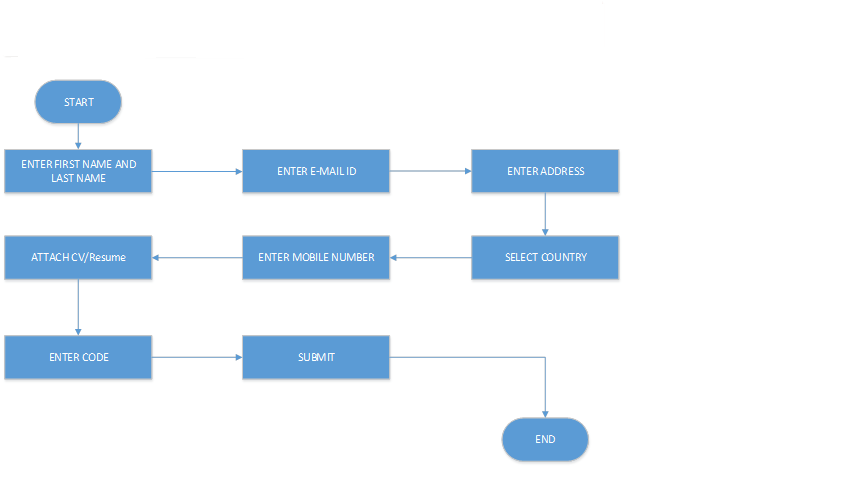 START
ENTER FIRST NAME AND
LAST NAME
ENTER E-MAIL ID
ENTER ADDRESS
SELECT COUNTRY
ENTER MOBILE NUMBER
ATTACH CV/Resume
ENTER CODE
SUBMIT
END